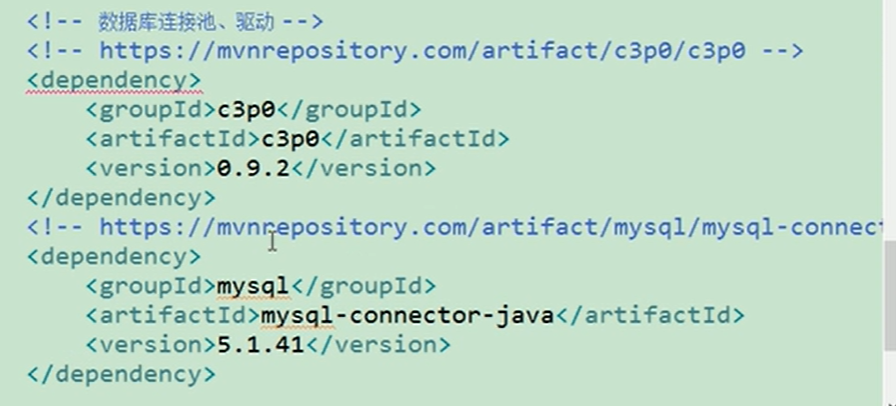 <!-- 数据库连接池、驱动 -->
<!-- https://mvnrepository.com/artifact/c3p0/c3p0 -->
<dependency>
<groupId>c3p0</groupId>
<artifactId>c3p0</artifactId>
<version>0.9.2</version>
</dependency>
<!-- https://mvnrepository.com/artifact/mysql/mysql-connect
<dependency>
<groupId>mysql</groupId>
<artifactId>mysql-connector-java</artifactId>
<version>5.1.41</version>
</dependency>